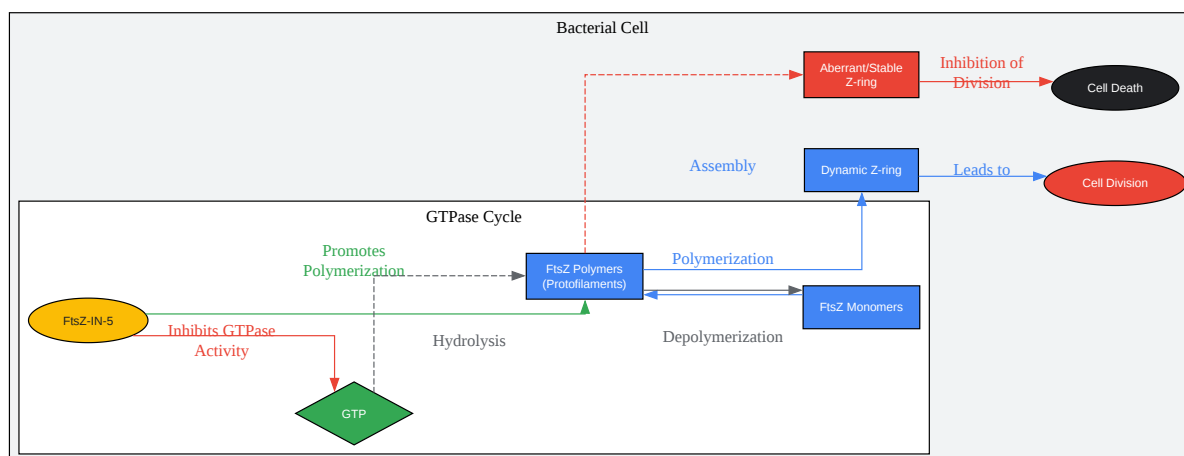 Bacterial Cell
Aberrant/Stable
Z-ring
Inhibition of
Division
Cell Death
Assembly
Dynamic Z-ring
Leads to
Cell Division
GTPase Cycle
Promotes
Polymerization
FtsZ Polymers
(Protofilaments)
Polymerization
FtsZ Monomers
FtsZ-IN-5
Inhibits GTPase
Activity
Hydrolysis
Depolymerization
GTP